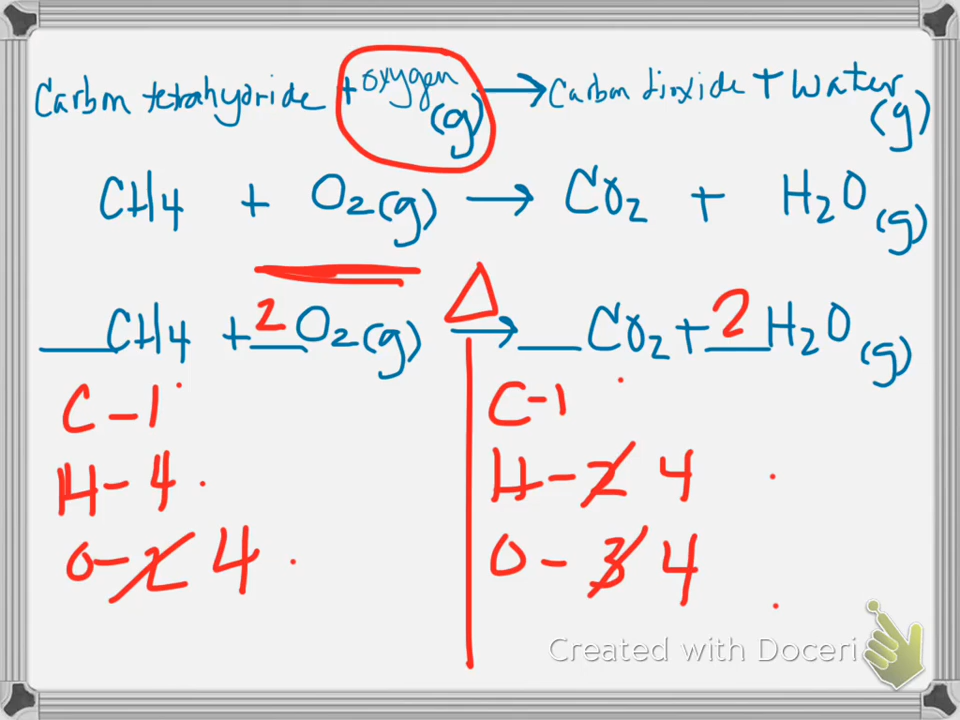 Carbon tetrahydride + oxygen (g) → Carbon dioxide + water (g)
CH4 + O2(g) → CO2 + H2O (g)
__CH4 + 2 O2(g) Δ → __CO2 + 2 H2O (g)
C-1 C-1
H-4 H-2 4
O-2 4 O-3 4
Created with Doceri